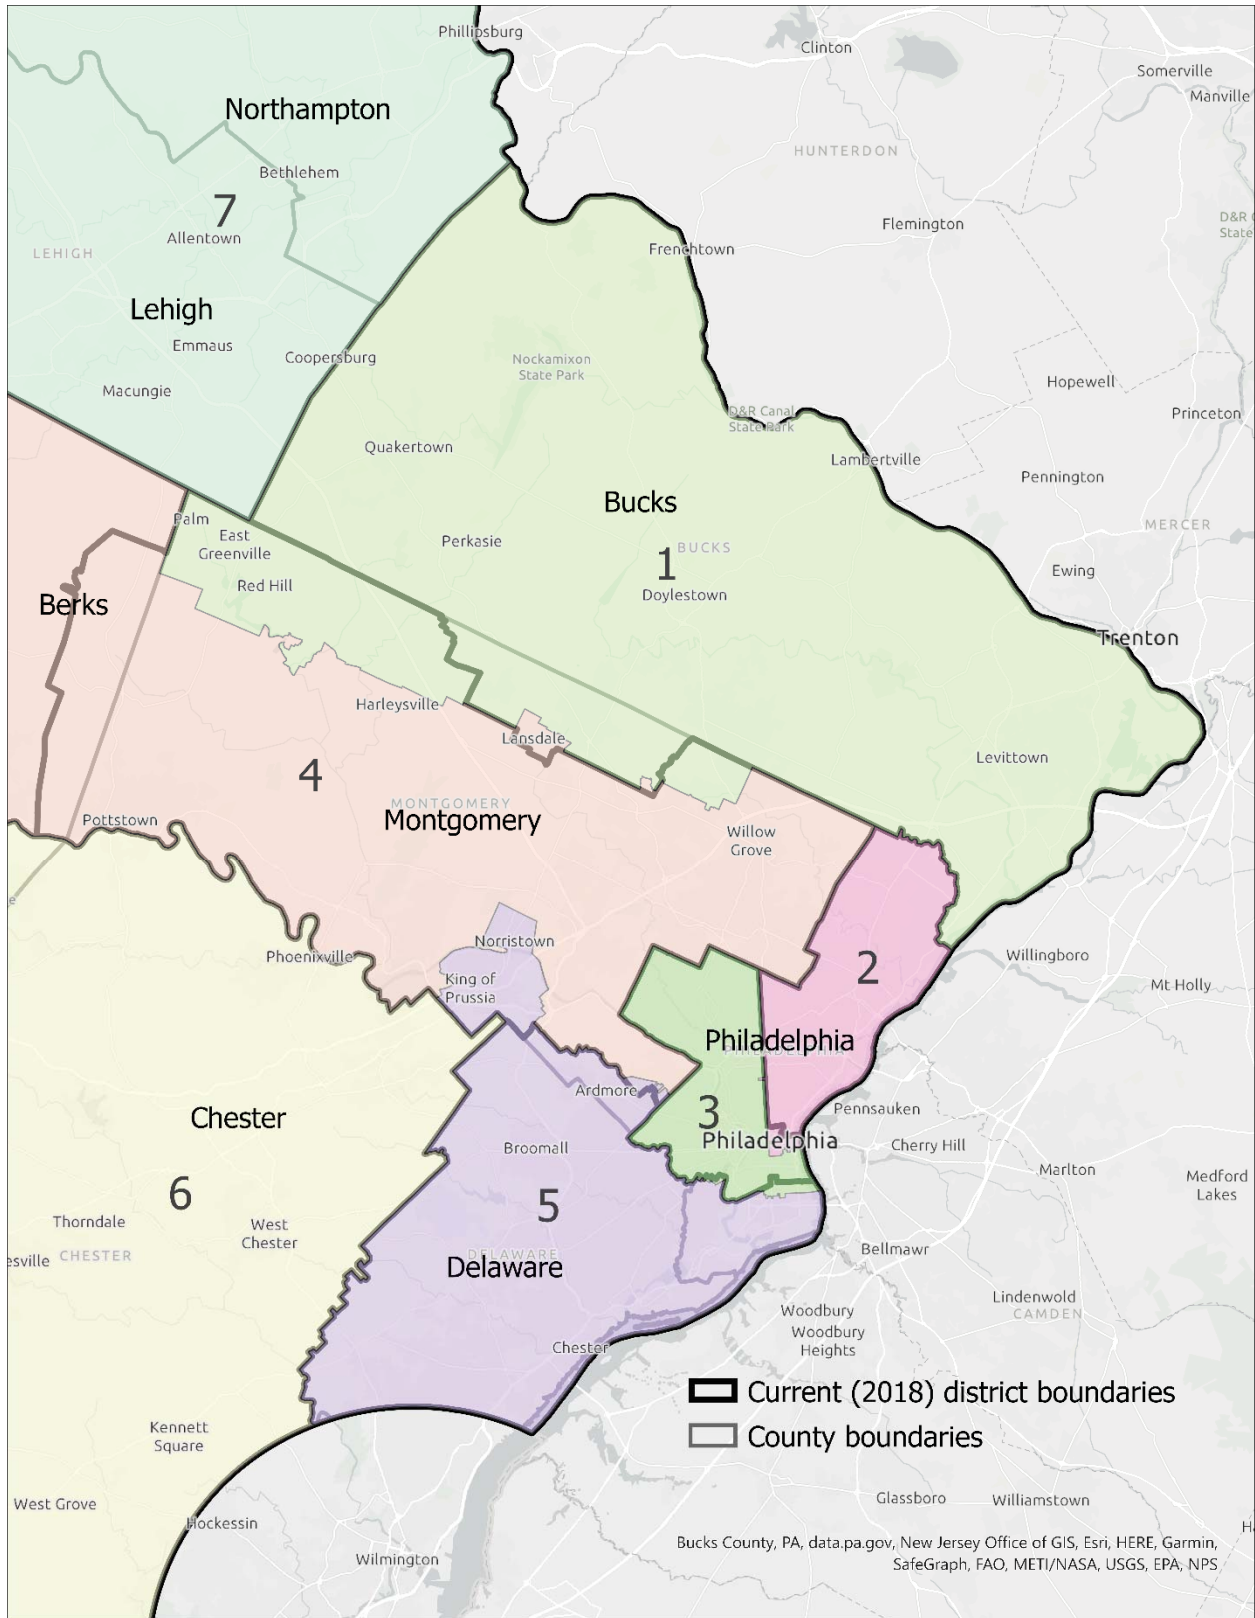 Phillipsburg
Clinton
Somerville
Manville
Northampton
HUNTERDON
Bethlehem
7
Allentown
Flemington
D&R C
State
LEHIGH
Frenchtown
Lehigh
Emmaus
Coopersburg
Nockamixon
State Park
Macungie
Hopewell
Princeton
D&R Canal
State Park
Quakertown
Lambertville
Pennington
Bucks
Palm
East
Greenville
Perkasie
BUCKS
1
MERCER
Red Hill
Doylestown
Ewing
Berks
Trenton
Harleysville
Lansdale
Levittown
4
MONTGOMERY
Montgomery
Pottstown
Willow
Grove
e
Norristown
Phoenixville
2
Willingboro
King of
Prussia
Mt Holly
Philadelphia
PHILADELPHIA
Ardmore
Chester
3
Pennsauken
Philadelphia
Cherry Hill
Broomall
Marlton
6
5
Medford
Lakes
Thorndale
West
Chester
esville
CHESTER
DELAWARE
Delaware
Bellmawr
Lindenwold
CAMDEN
Woodbury
Woodbury
Heights
Chester
Current (2018) district boundaries
County boundaries
Kennett
Square
West Grove
Hockessin
Glassboro
Williamstown
H
Wilmington
Bucks County, PA, data.pa.gov, New Jersey Office of GIS, Esri, HERE, Garmin,
SafeGraph, FAO, METI/NASA, USGS, EPA, NPS